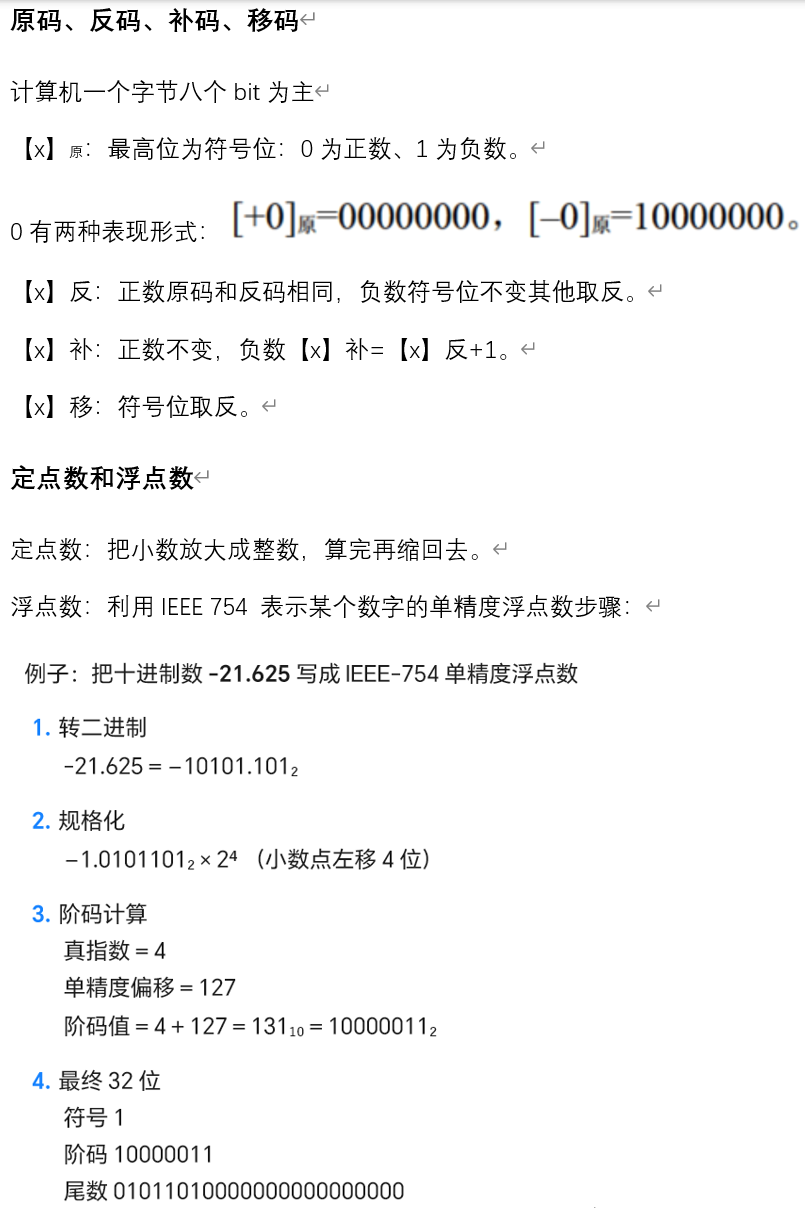 原码、反码、补码、移码↵
计算机一个字节八个 bit 为主↵
【x】原：最高位为符号位：0 为正数、1 为负数。↵
0 有两种表现形式： [+0]原=00000000，[–0]原=10000000。
【x】反：正数原码和反码相同，负数符号位不变其他取反。↵
【x】补：正数不变，负数【x】补=【x】反+1。↵
【x】移：符号位取反。↵
定点数和浮点数↵
定点数：把小数放大成整数，算完再缩回去。↵
浮点数：利用 IEEE 754 表示某个数字的单精度浮点数步骤：↵
例子：把十进制数 -21.625 写成 IEEE-754 单精度浮点数
1. 转二进制
-21.625 = –10101.101₂
2. 规格化
–1.0101101₂ × 2⁴ （小数点左移 4 位）
3. 阶码计算
真指数 = 4
单精度偏移 = 127
阶码值 = 4 + 127 = 131₁₀ = 10000011₂
4. 最终 32 位
符号 1
阶码 10000011
尾数 01011010000000000000000